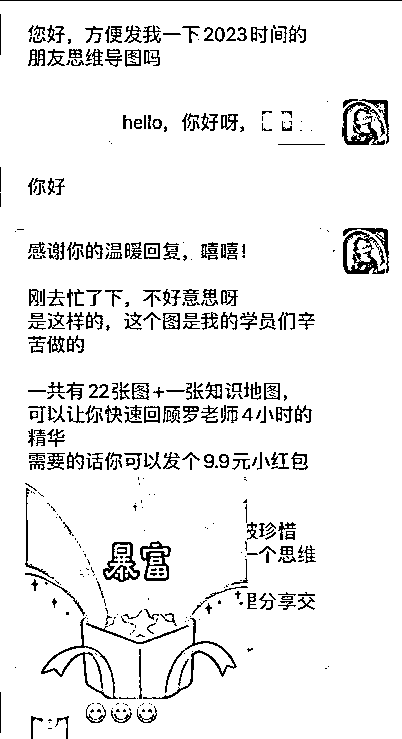 您好，方便发我一下2023时间的
朋友思维导图吗
hello，你好呀，
你好
感谢你的温暖回复，嘻嘻！
刚去忙了下，不好意思呀
是这样的，这个图是我的学员们辛
苦做的
一共有22张图+一张知识地图，
可以让你快速回顾罗老师4小时的
精华
需要的话你可以发个9.9元小红包
被珍惜
一个思维
里分享交
暴富